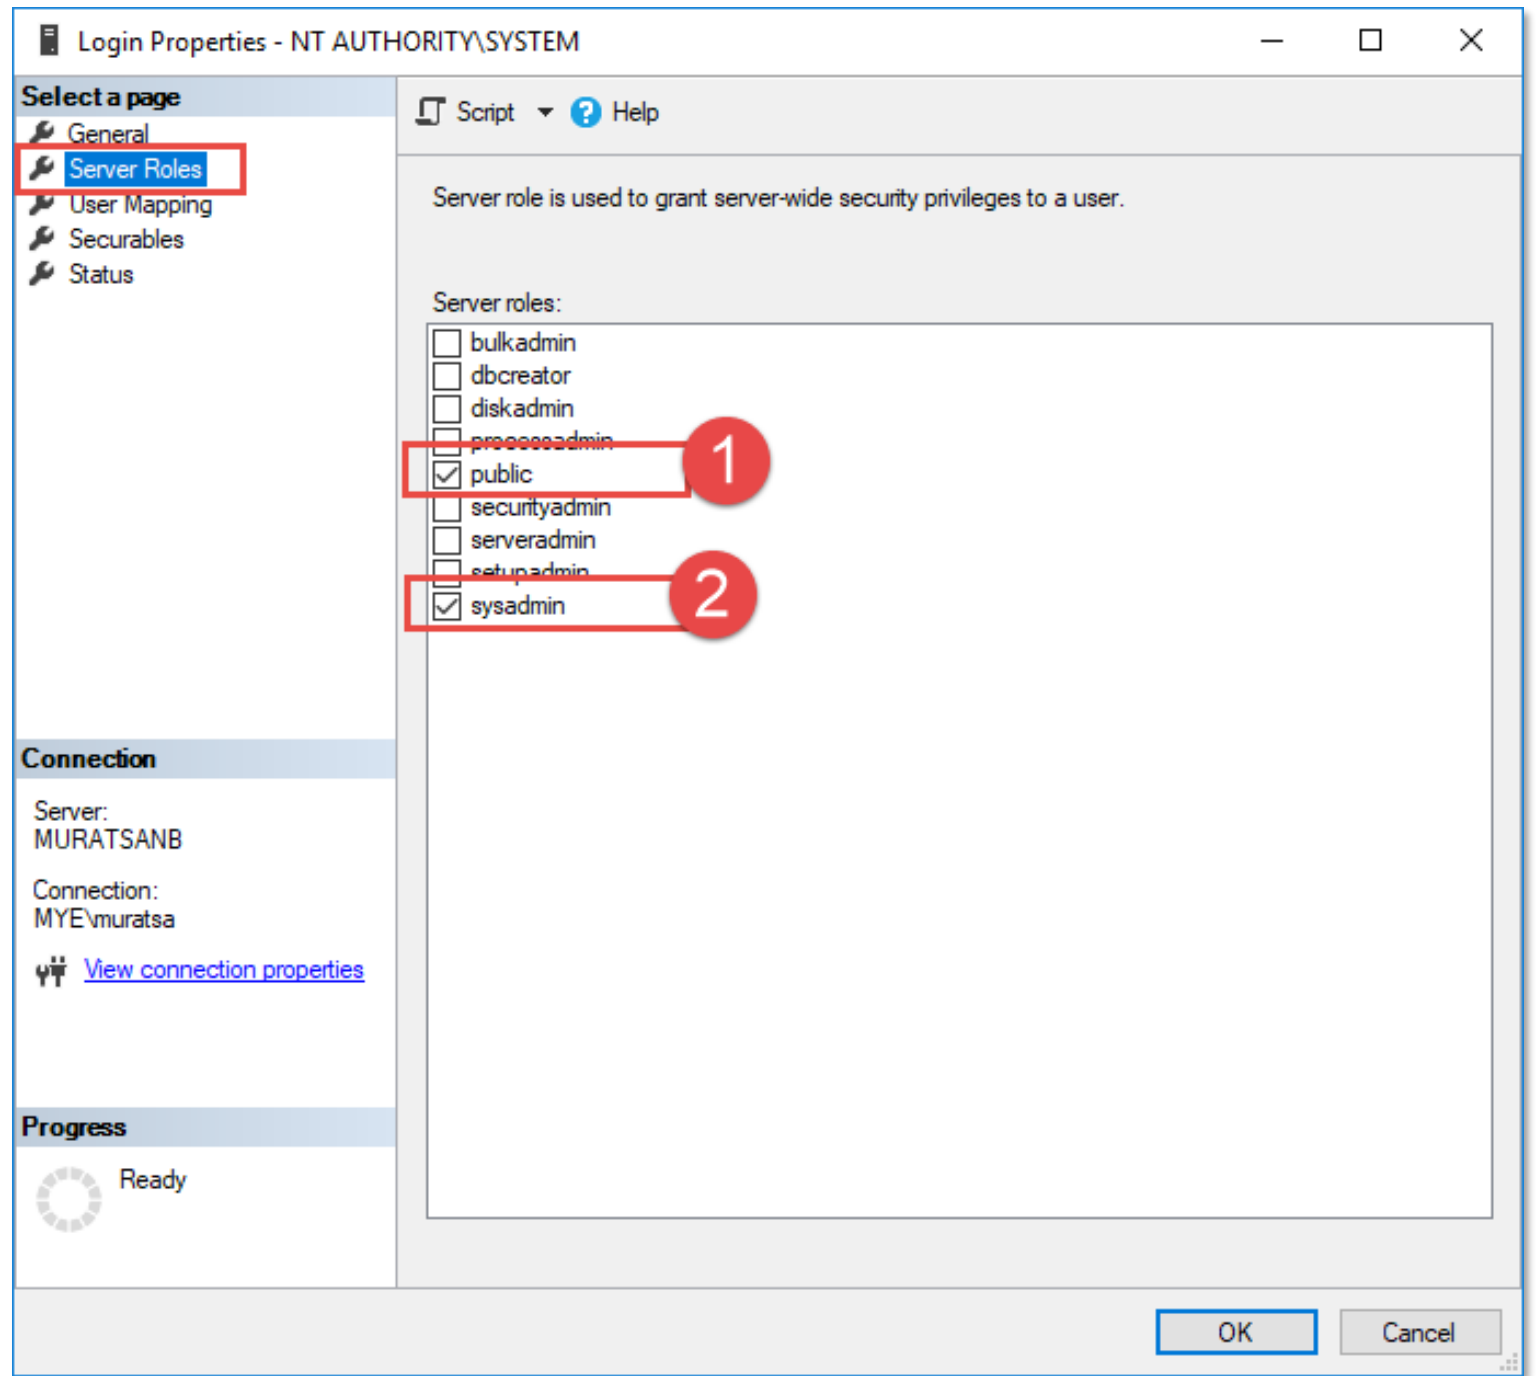 Login Properties - NT AUTHORITY\SYSTEM
Select a page
General
Server Roles
User Mapping
Securables
Status
Script
Help
Server role is used to grant server-wide security privileges to a user.
Server roles:
bulkadmin
dbcreator
diskadmin
processadmin
public
1
securityadmin
serveradmin
setupadmin
sysadmin
2
Connection
Server:
MURATSANB
Connection:
MYE\muratsa
View connection properties
Progress
Ready
OK
Cancel